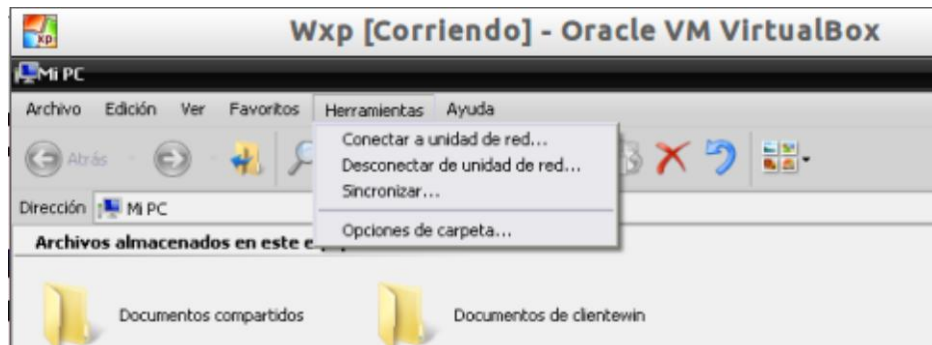 xp
Wxp [Corriendo] - Oracle VM VirtualBox
Mi PC
Archivo Edición Ver Favoritos Herramientas Ayuda
Conectar a unidad de red...
Atrás
Desconectar de unidad de red...
Sincronizar...
Dirección Mi PC
Opciones de carpeta...
Archivos almacenados en este e
Documentos compartidos Documentos de clientewin